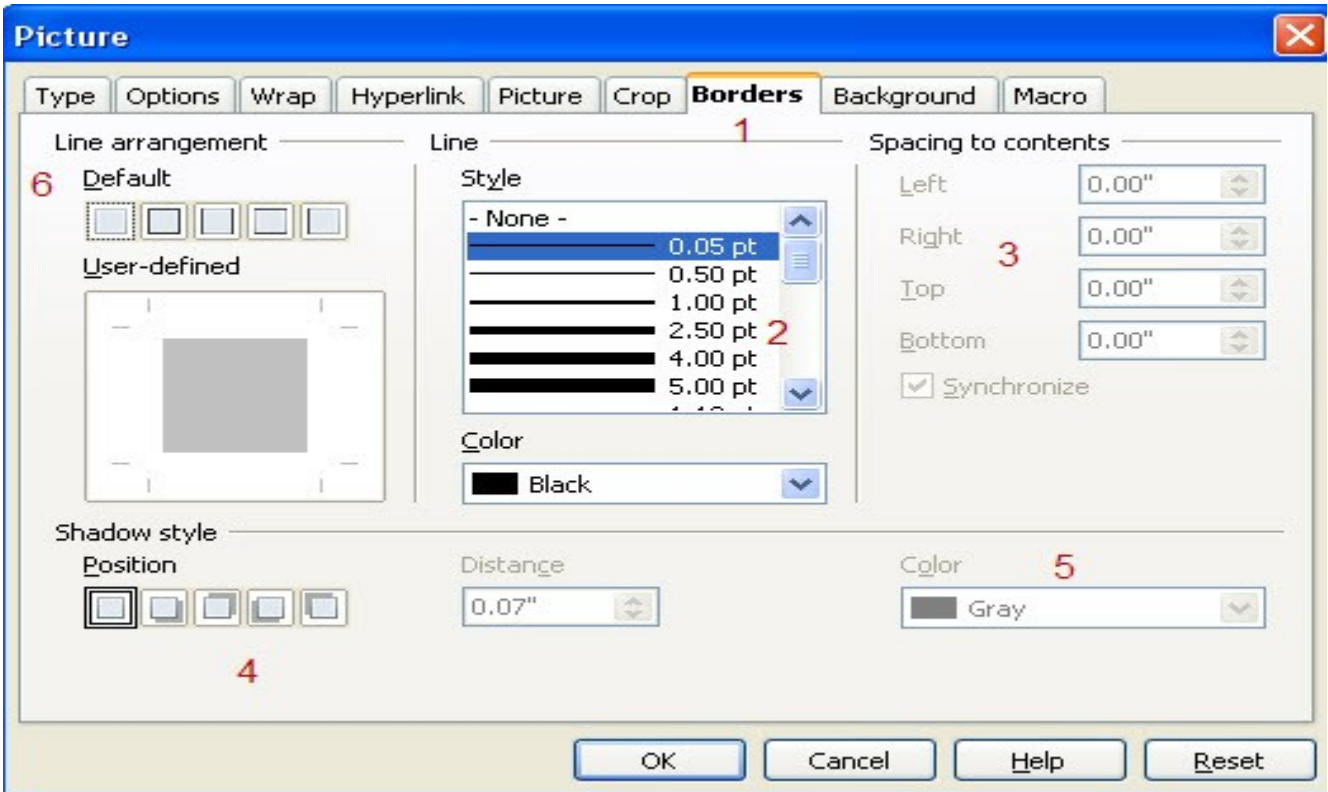 Picture
Type Options Wrap Hyperlink Picture Crop Borders Background Macro
1
Line arrangement
6
Default
User-defined
Line
Style
- None -
0.05 pt
0.50 pt
1.00 pt
2.50 pt 2
4.00 pt
5.00 pt
Color
Black
Spacing to contents
Left 0.00"
Right 0.00"
3
Top 0.00"
Bottom 0.00"
Synchronize
Shadow style
Position
4
Distance
0.07"
Color 5
Gray
OK Cancel Help Reset